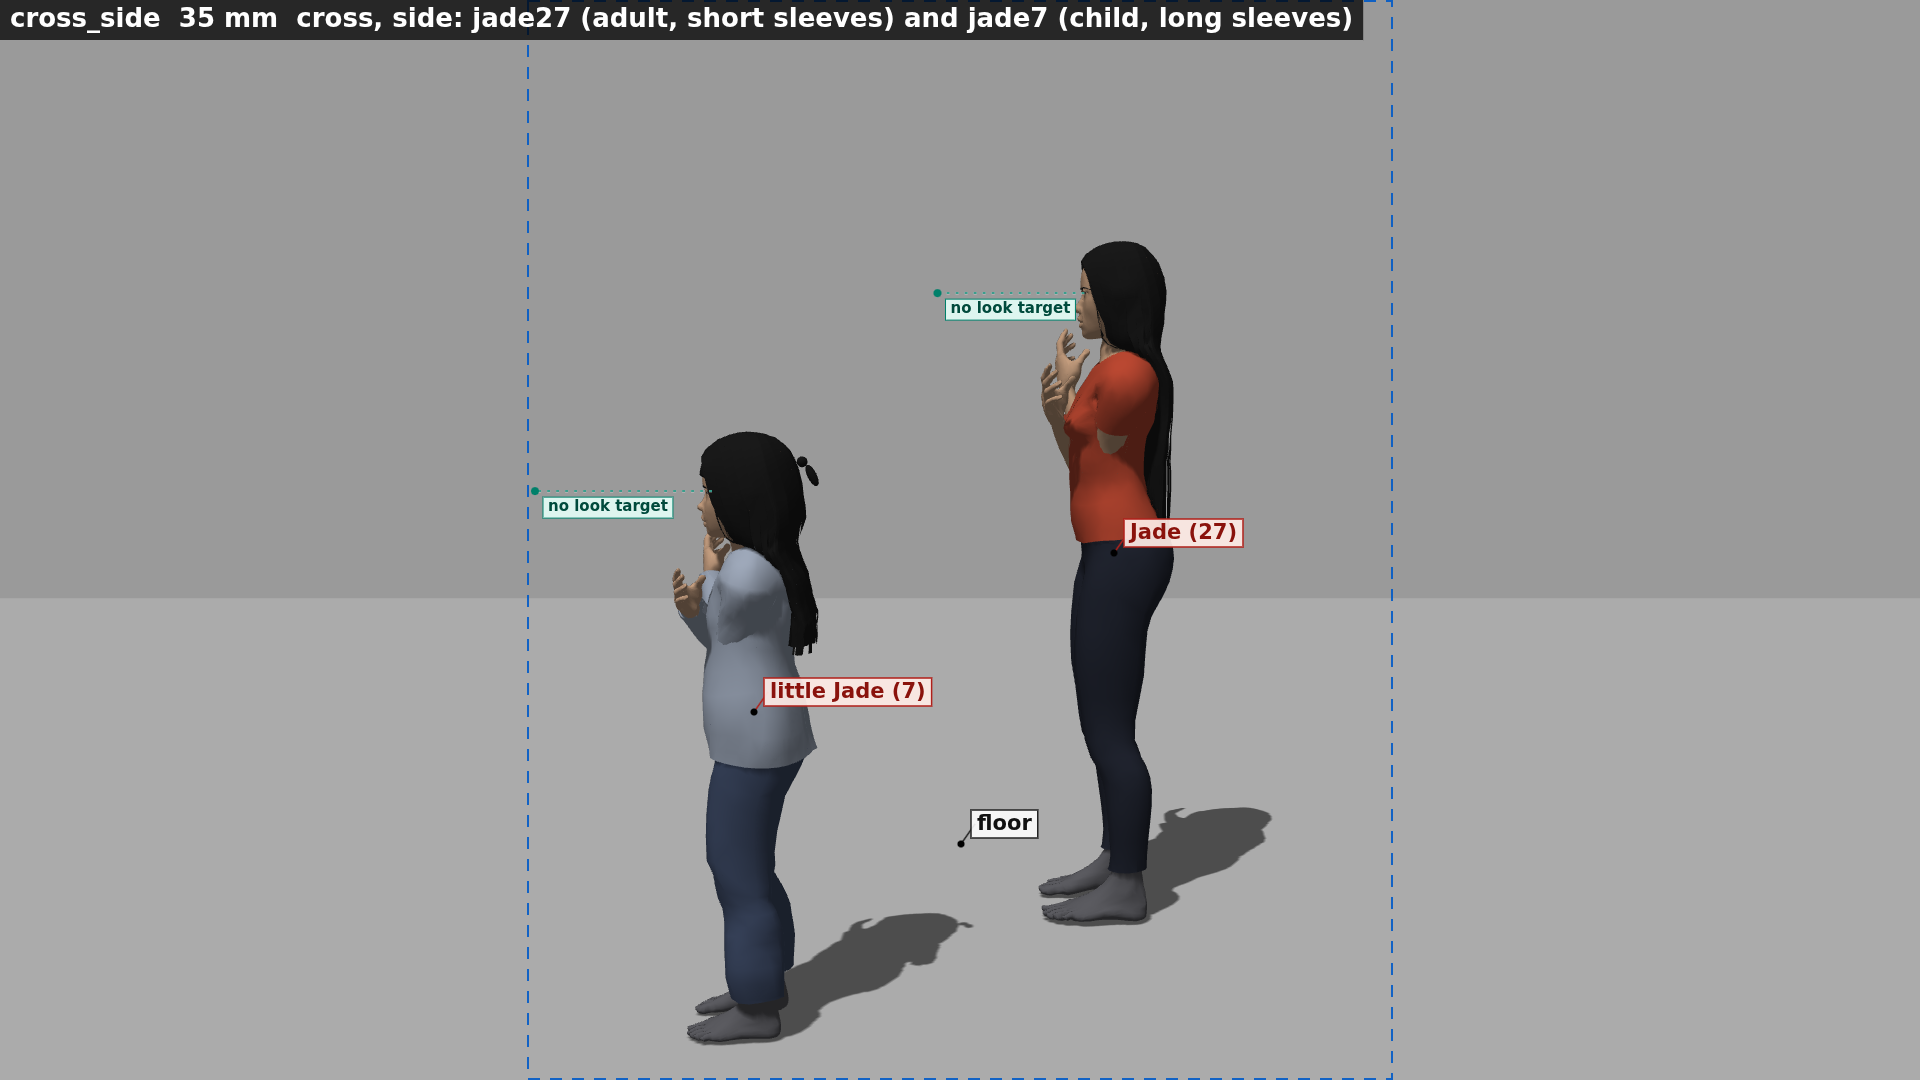 cross_side  35 mm  cross, side: jade27 (adult, short sleeves) and jade7 (child, long sleeves)
no look target
no look target
Jade (27)
little Jade (7)
floor